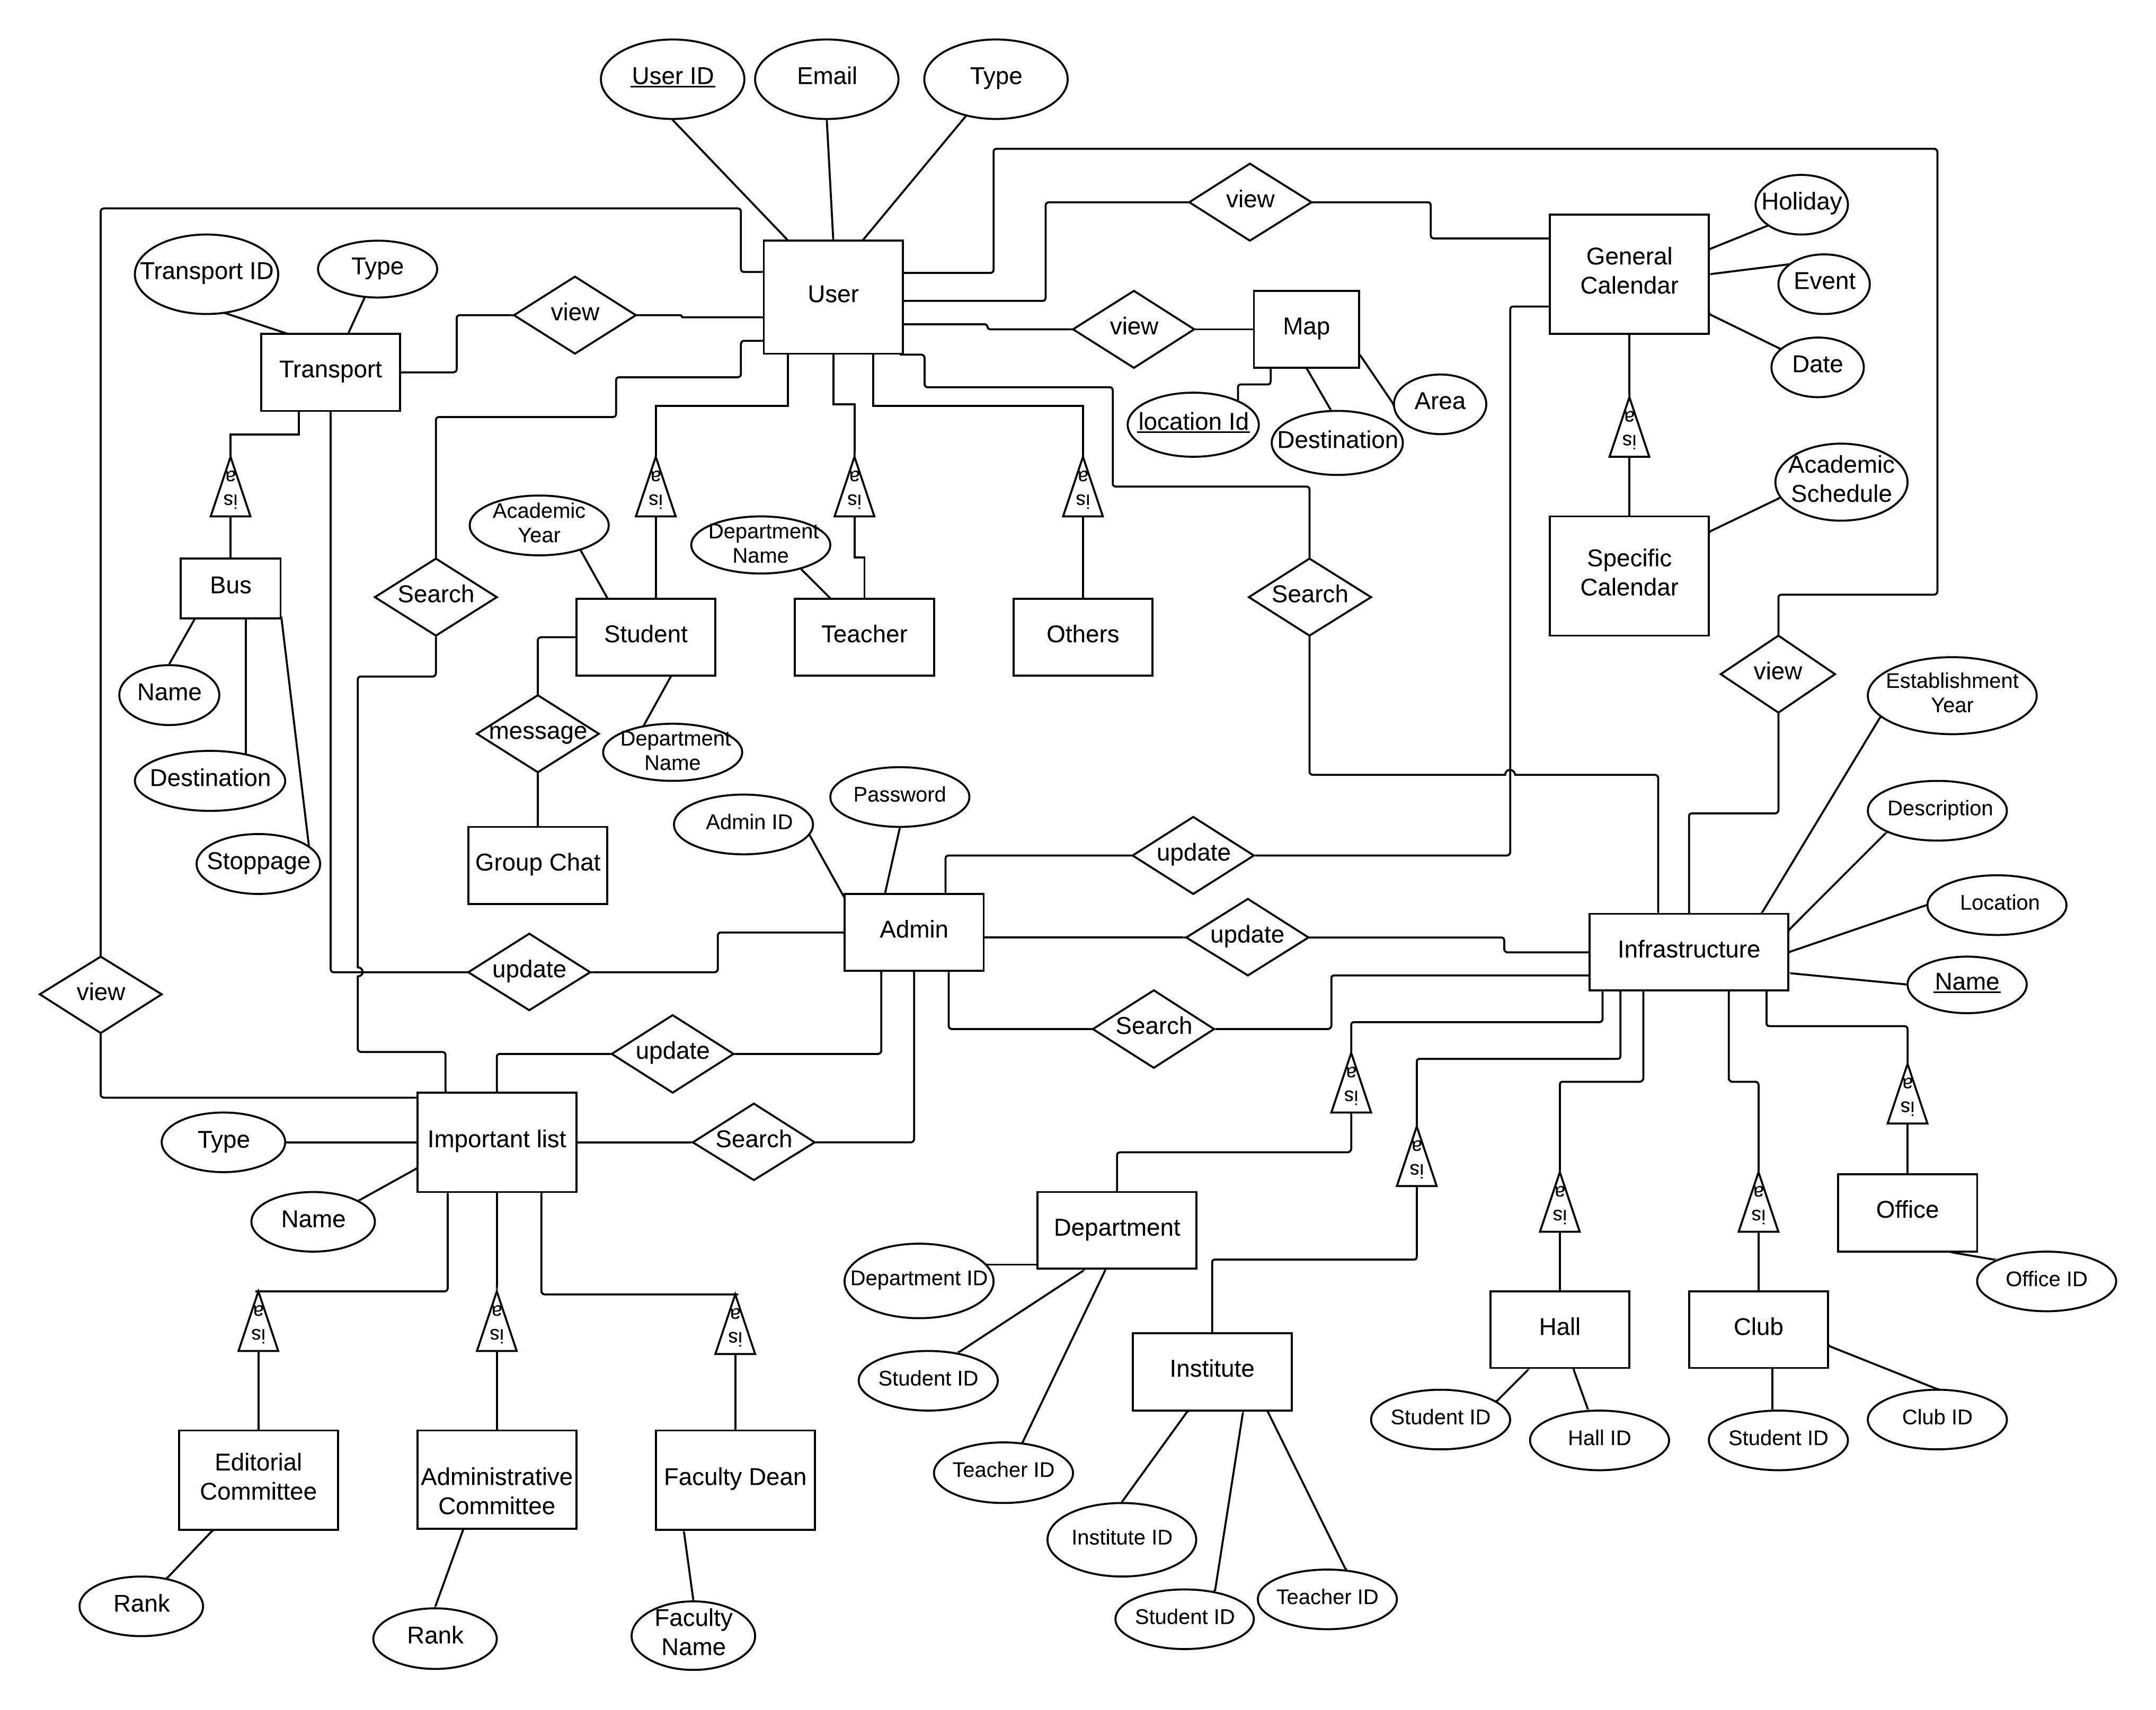 User ID
Email
Type
Holiday
view
General
Calendar
Event
Transport ID
Type
User
view
view
Map
Date
Transport
Area
location Id
Destination
is a
Academic
Schedule
is a
is a
is a
is a
Academic
Year
Department
Name
Specific
Calendar
Bus
Search
Search
Student
Teacher
Others
view
Name
Establishment
Year
message
Department
Name
Destination
Password
Description
Admin ID
Stoppage
Group Chat
update
Location
Admin
update
Infrastructure
update
Name
view
Search
update
is a
is a
Type
Important list
Search
is a
is a
is a
Office
Name
Department
Department ID
Office ID
is a
is a
is a
Hall
Club
Student ID
Institute
Student ID
Hall ID
Student ID
Club ID
Editorial
Committee
Administrative
Committee
Faculty Dean
Teacher ID
Institute ID
Rank
Rank
Faculty
Name
Student ID
Teacher ID